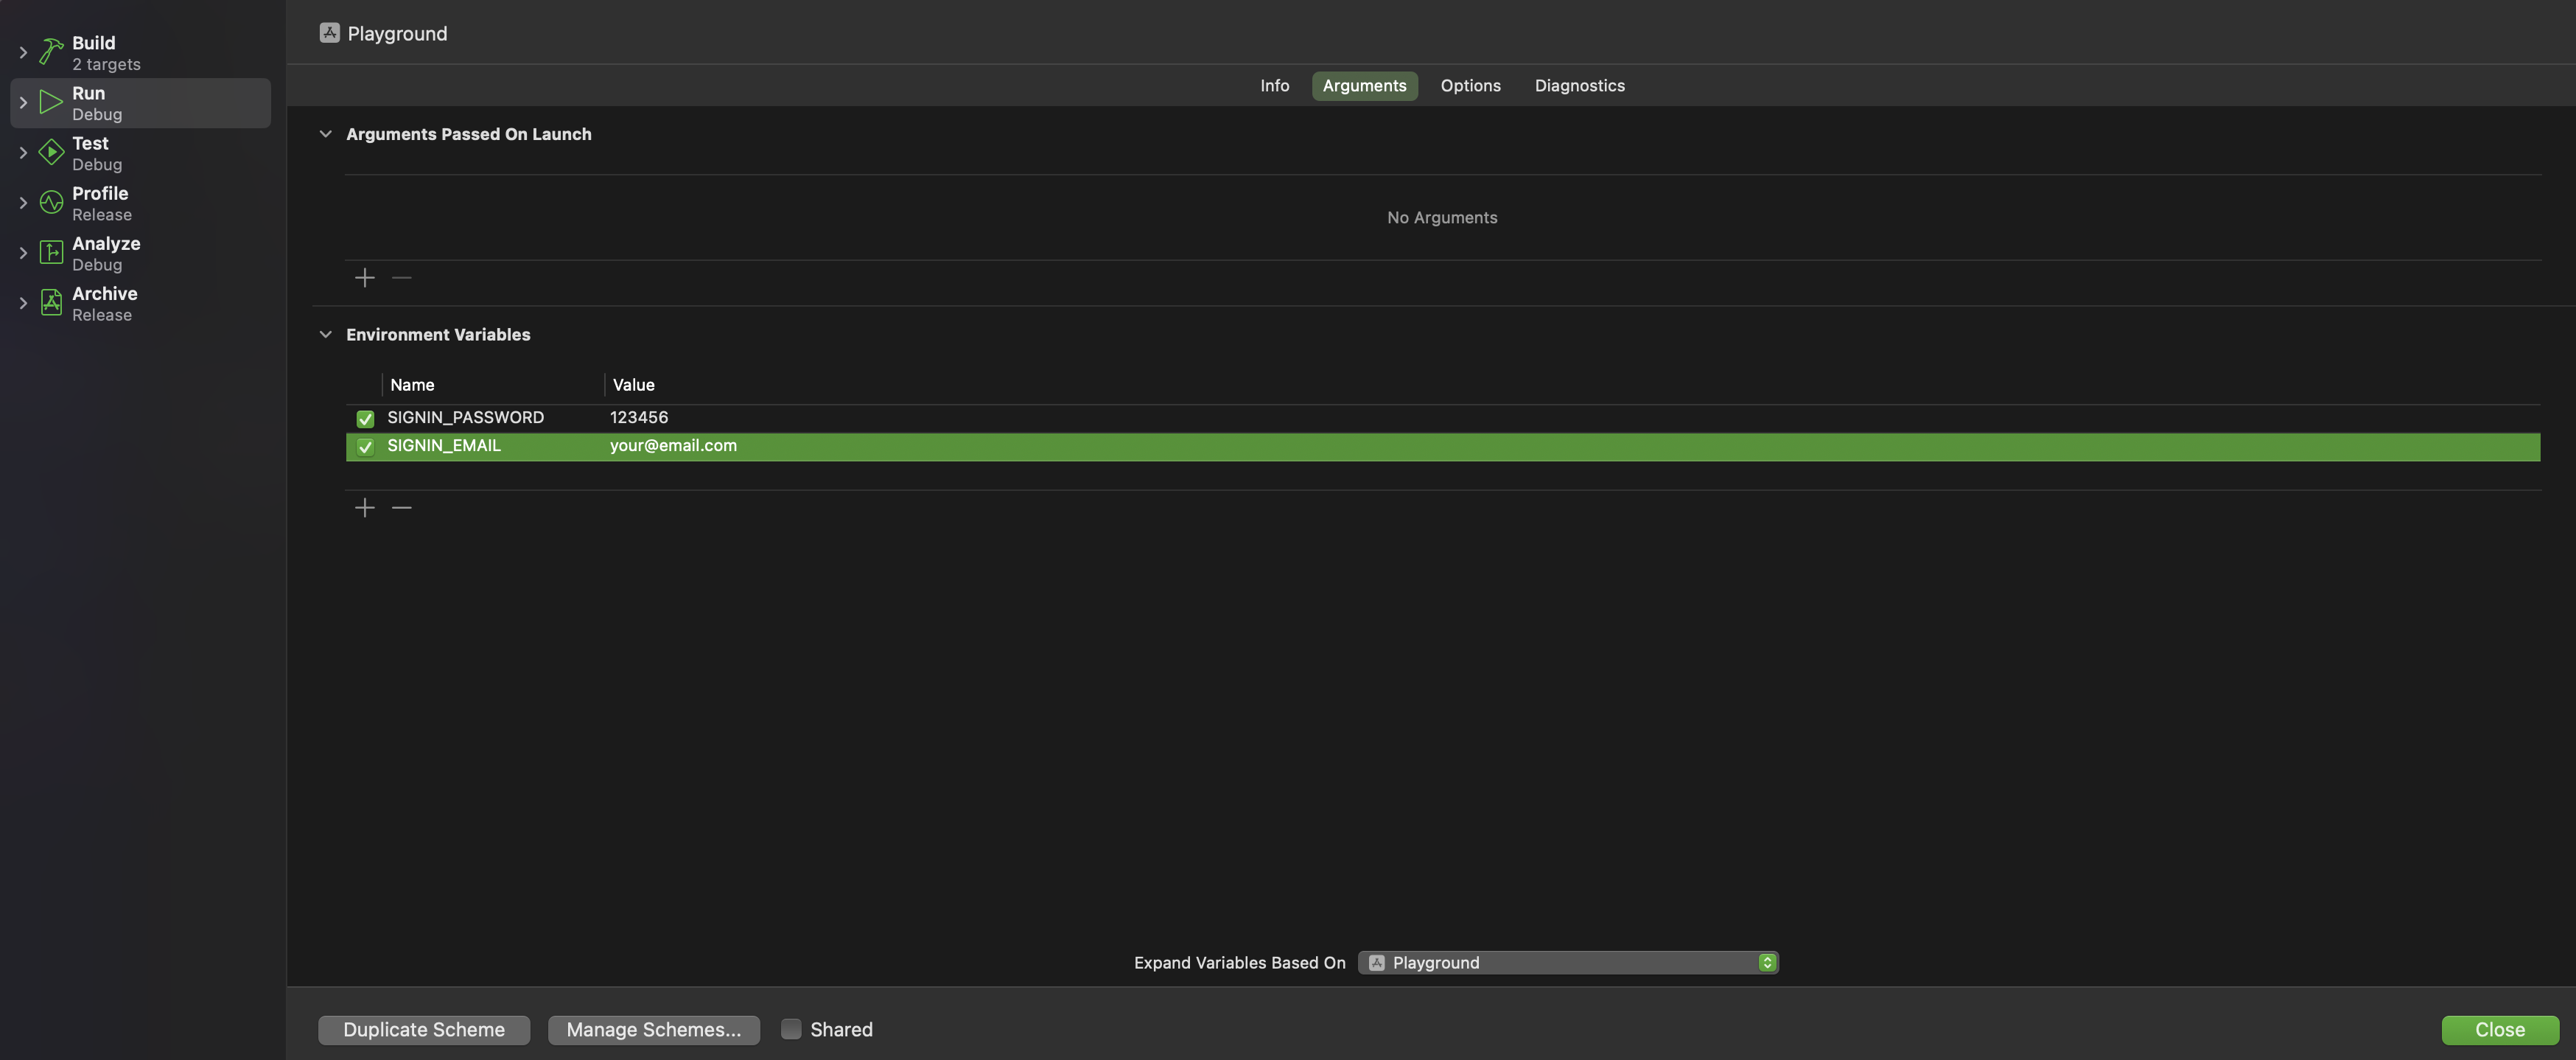 Build
2 targets
Run
Debug
Test
Debug
Profile
Release
Analyze
Debug
Archive
Release
Playground
Info Arguments Options Diagnostics
Arguments Passed On Launch
No Arguments
Environment Variables
Name Value
SIGNIN_PASSWORD 123456
SIGNIN_EMAIL your@email.com
Expand Variables Based On Playground
Duplicate Scheme Manage Schemes... Shared Close